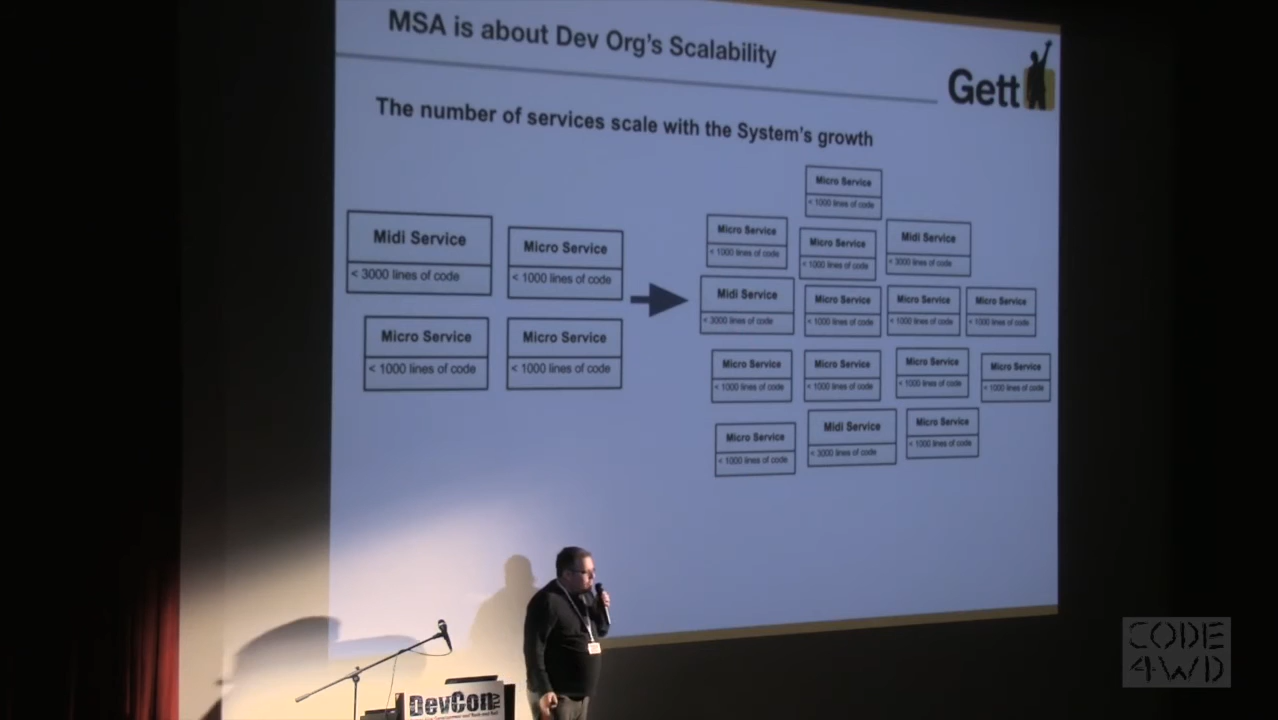 MSA is about Dev Org's Scalability
Gett
The number of services scale with the System's growth
Midi Service
< 3000 lines of code
Micro Service
< 1000 lines of code
Micro Service
< 1000 lines of code
Micro Service
< 1000 lines of code
Micro Service
< 1000 lines of code
Micro Service
< 1000 lines of code
Micro Service
< 1000 lines of code
Midi Service
< 3000 lines of code
Midi Service
< 3000 lines of code
Micro Service
< 1000 lines of code
Micro Service
< 1000 lines of code
Micro Service
< 1000 lines of code
Micro Service
< 1000 lines of code
Micro Service
< 1000 lines of code
Micro Service
< 1000 lines of code
Micro Service
< 1000 lines of code
Micro Service
< 1000 lines of code
Midi Service
< 3000 lines of code
Micro Service
< 1000 lines of code
DevCon
TLV
CODE
4WD